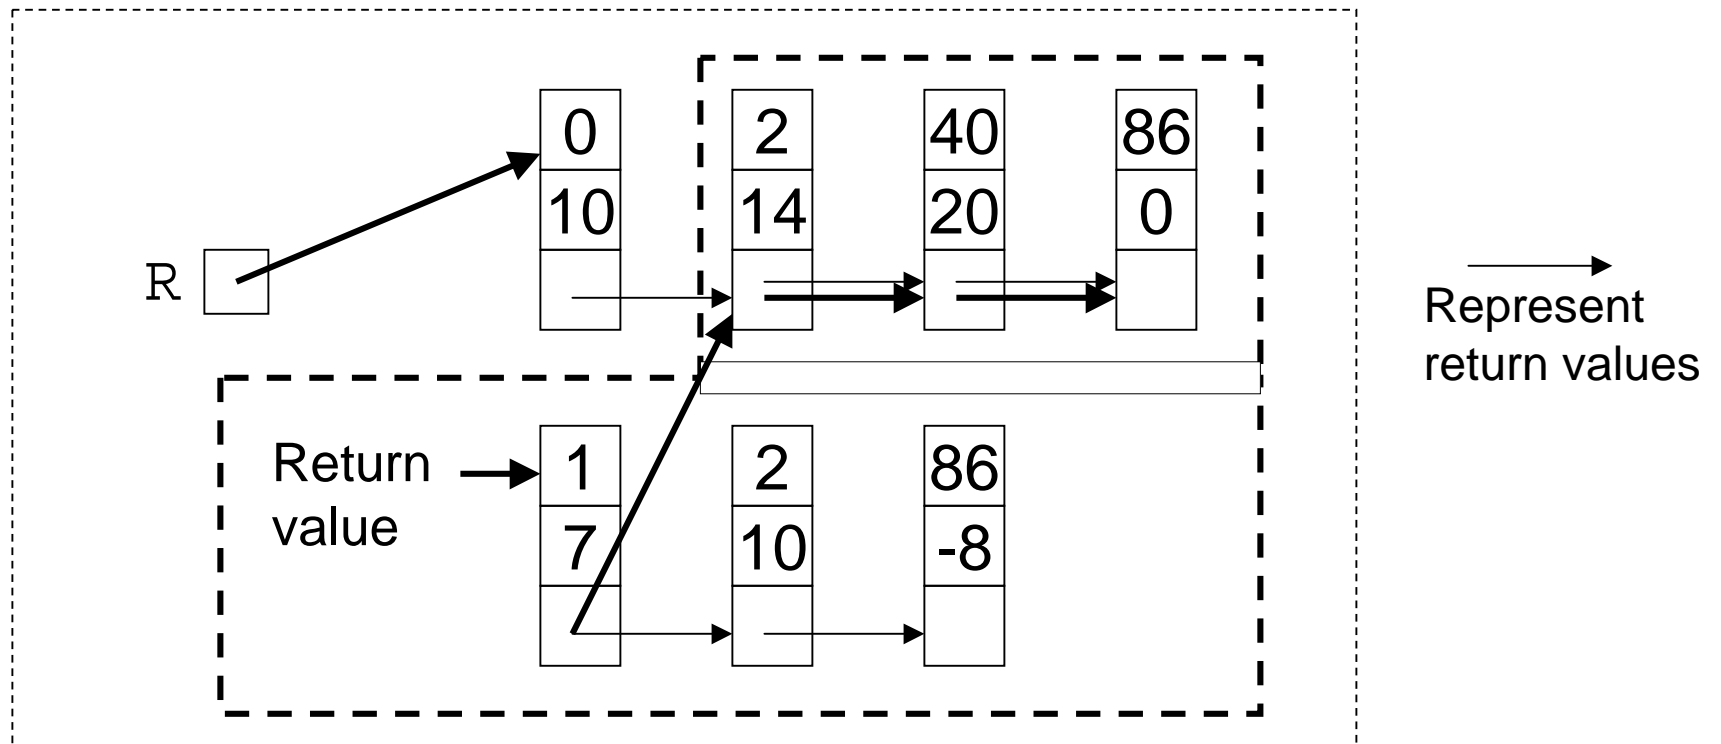 0 2 40 86
10 14 20 0
R
Represent
return values
Return
value
1 2 86
7 10 -8